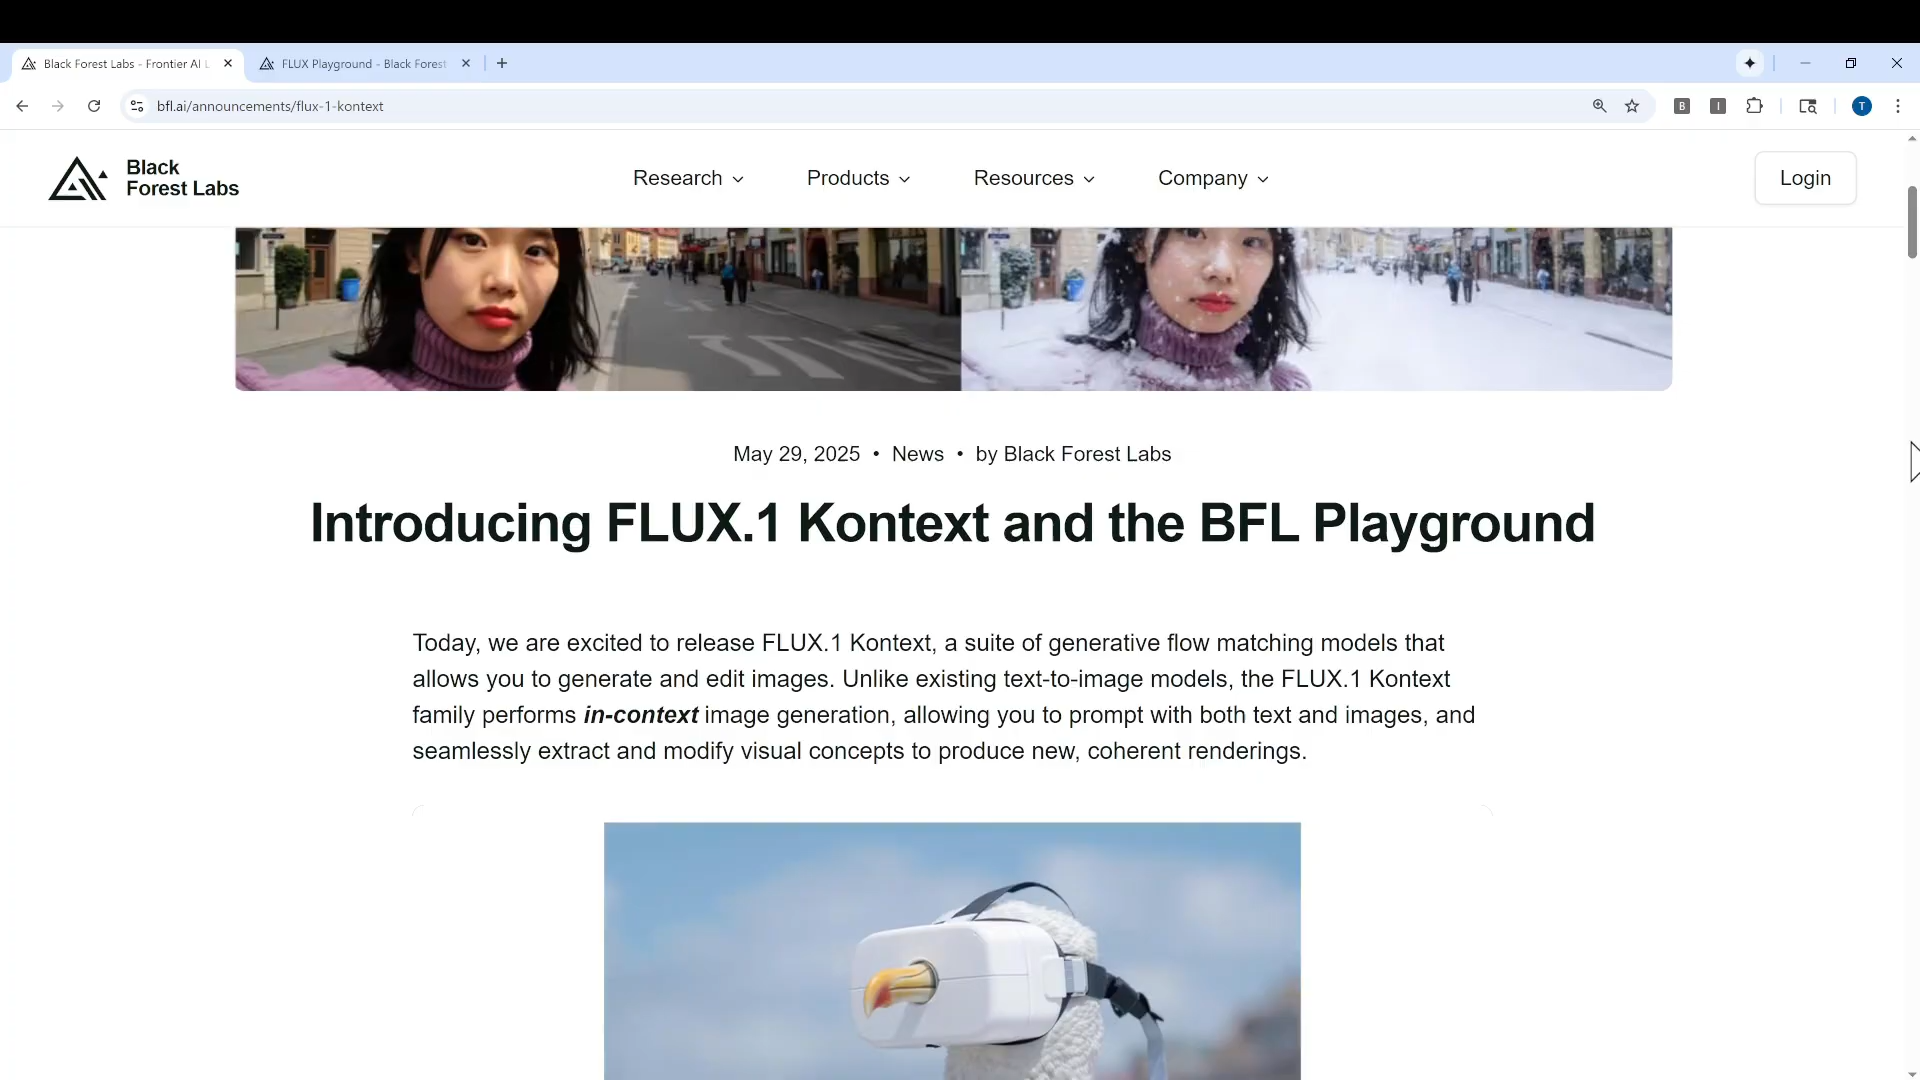 Black Forest Labs - Frontier AI L
FLUX Playground - Black Forest
bfl.ai/announcements/flux-1-kontext
B
I
T
Black
Forest Labs
Research
Products
Resources
Company
Login
May 29, 2025 • News • by Black Forest Labs
Introducing FLUX.1 Kontext and the BFL Playground
Today, we are excited to release FLUX.1 Kontext, a suite of generative flow matching models that
allows you to generate and edit images. Unlike existing text-to-image models, the FLUX.1 Kontext
family performs in-context image generation, allowing you to prompt with both text and images, and
seamlessly extract and modify visual concepts to produce new, coherent renderings.